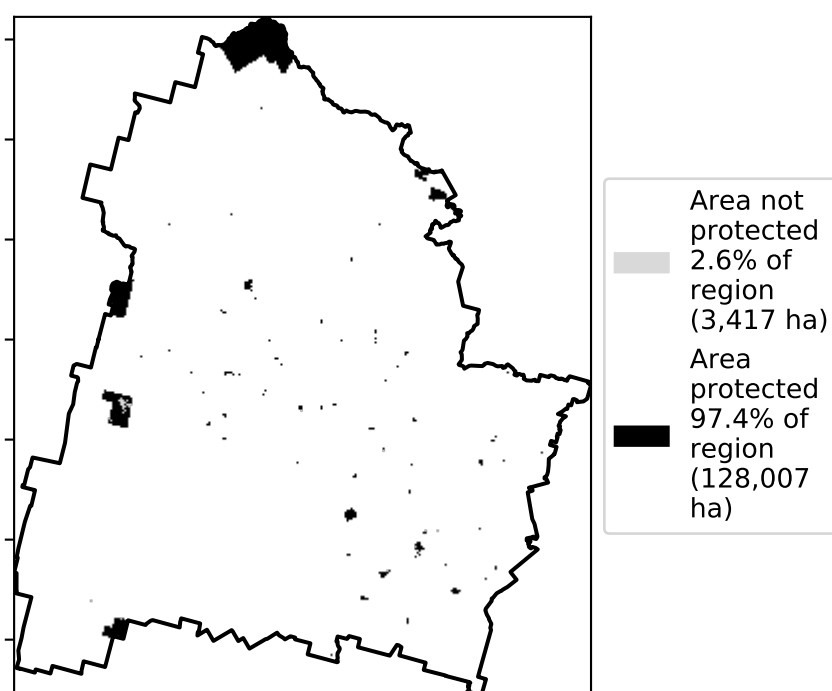 Area not
protected
2.6% of
region
(3,417 ha)
Area
protected
97.4% of
region
(128,007
ha)